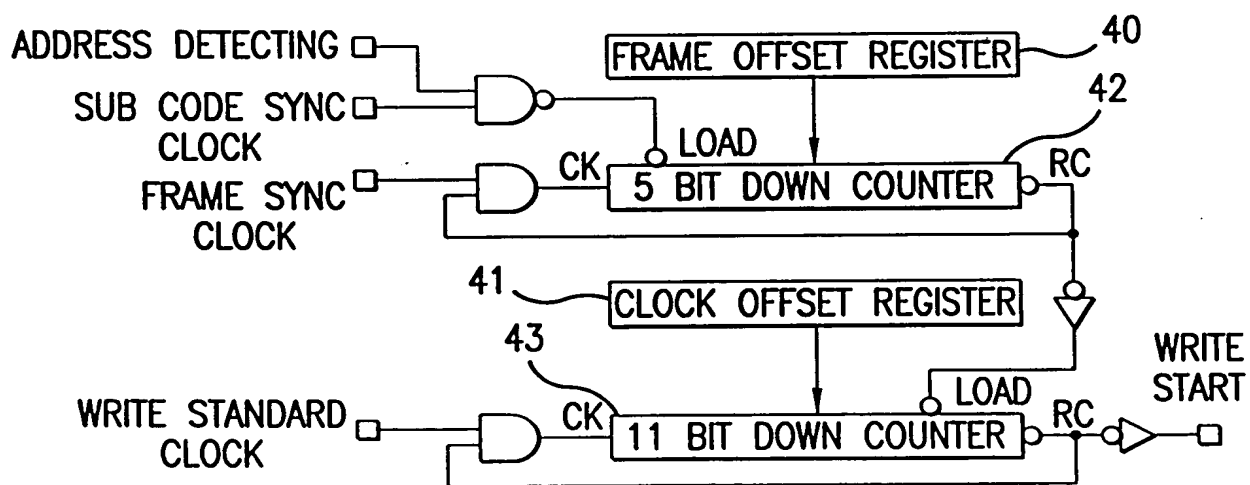 ADDRESS DETECTING
SUB CODE SYNC
CLOCK
FRAME SYNC
CLOCK
FRAME OFFSET REGISTER
40
42
LOAD
CK
5 BIT DOWN COUNTER
RC
41
CLOCK OFFSET REGISTER
43
WRITE STANDARD
CLOCK
CK
LOAD
11 BIT DOWN COUNTER
RC
WRITE
START